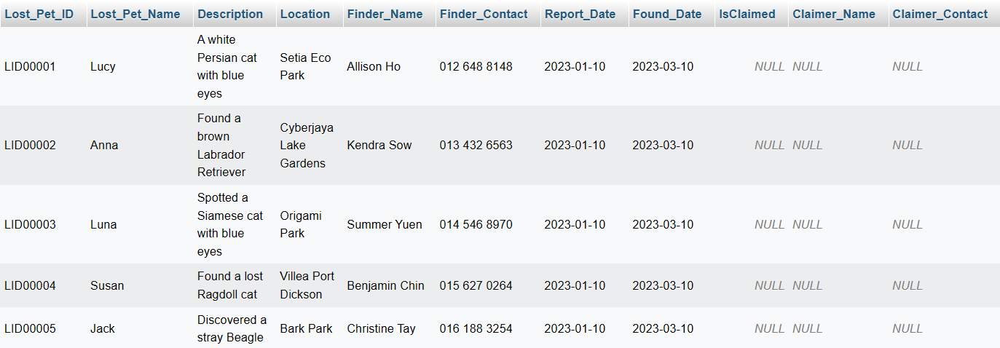 Lost_Pet_ID Lost_Pet_Name Description Location Finder_Name Finder_Contact Report_Date Found_Date IsClaimed Claimer_Name Claimer_Contact
LID00001 Lucy A white Persian cat with blue eyes Setia Eco Park Allison Ho 012 648 8148 2023-01-10 2023-03-10 NULL NULL NULL
LID00002 Anna Found a brown Labrador Retriever Cyberjaya Lake Gardens Kendra Sow 013 432 6563 2023-01-10 2023-03-10 NULL NULL NULL
LID00003 Luna Spotted a Siamese cat with blue eyes Origami Park Summer Yuen 014 546 8970 2023-01-10 2023-03-10 NULL NULL NULL
LID00004 Susan Found a lost Ragdoll cat Villea Port Dickson Benjamin Chin 015 627 0264 2023-01-10 2023-03-10 NULL NULL NULL
LID00005 Jack Discovered a stray Beagle Bark Park Christine Tay 016 188 3254 2023-01-10 2023-03-10 NULL NULL NULL